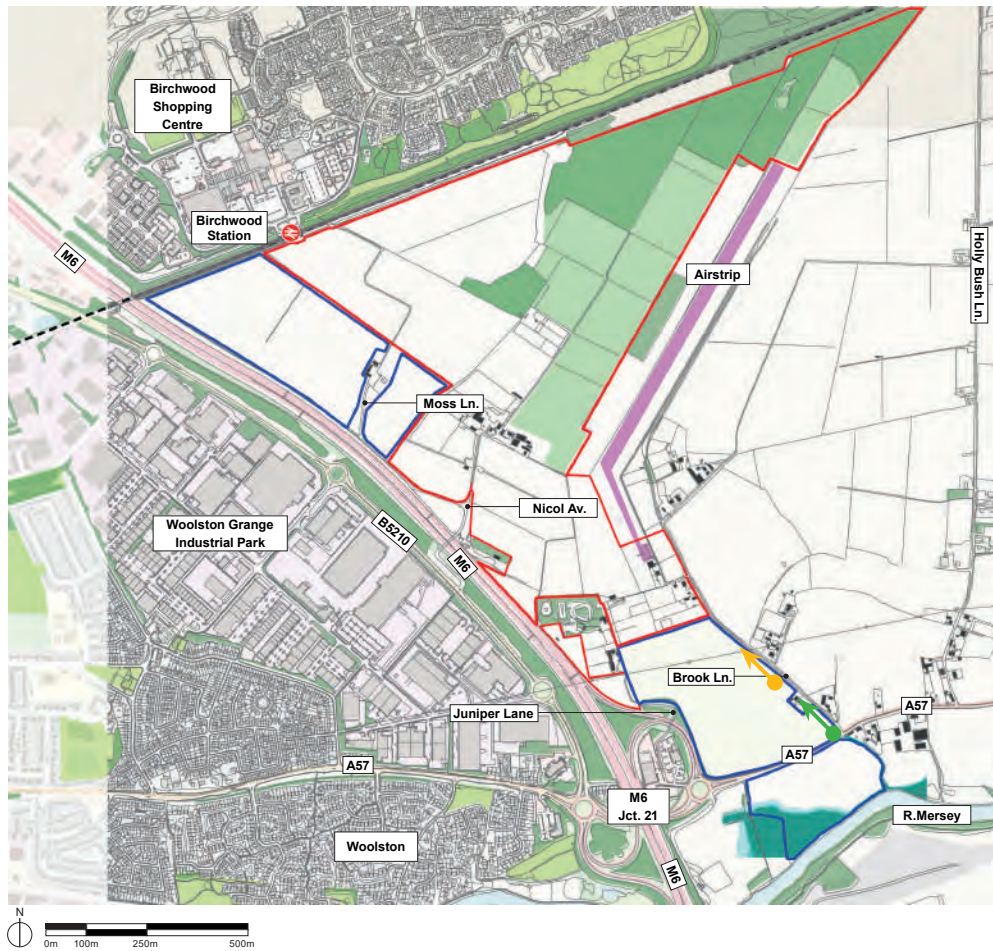 Birchwood
Shopping
Centre
Birchwood
Station
M6
Airstrip
Holly Bush Ln.
Moss Ln.
Nicol Av.
Woolston Grange
Industrial Park
B5210
M6
Brook Ln.
Juniper Lane
A57
A57
A57
M6
Jct. 21
R.Mersey
Woolston
M6
N
0m 100m 250m 500m